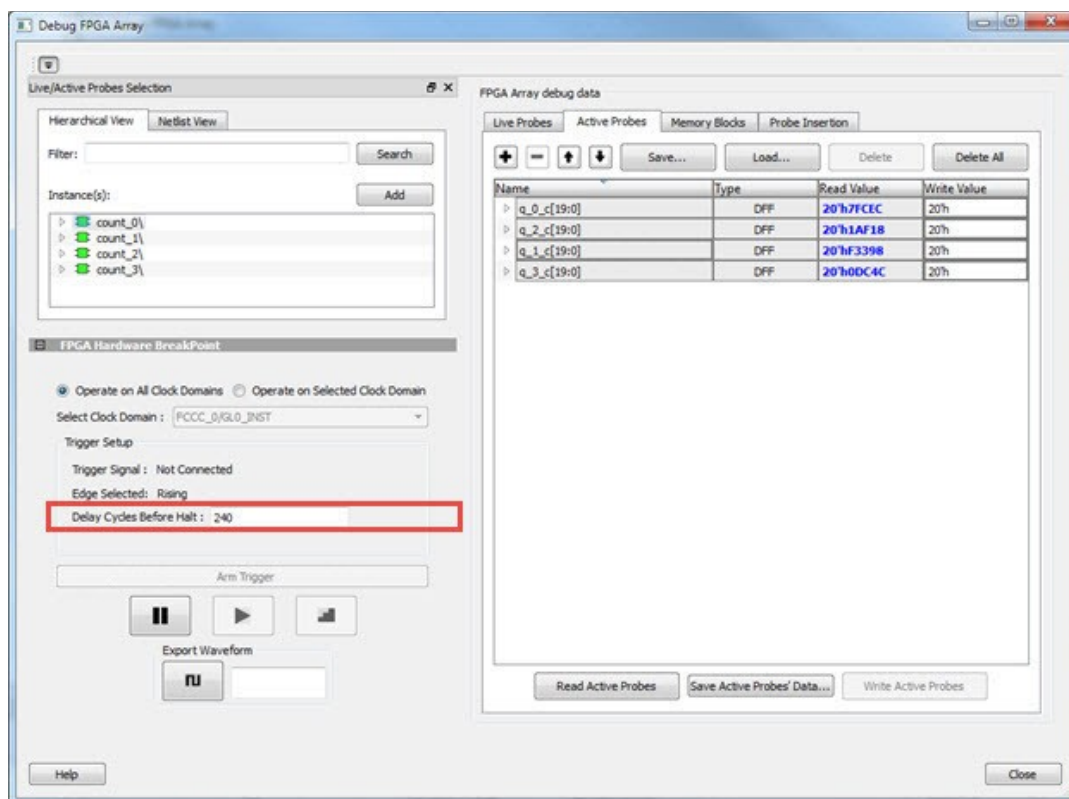 Debug FPGA Array
Live/Active Probes Selection
Hierarchical View Netlist View
Filter: Search
Instance(s): Add
count_0\
count_1\
count_2\
count_3\
FPGA Hardware BreakPoint
Operate on All Clock Domains Operate on Selected Clock Domain
Select Clock Domain : FCCC_0/GL0_INST
Trigger Setup
Trigger Signal : Not Connected
Edge Selected: Rising
Delay Cycles Before Halt : 240
Arm Trigger
Export Waveform
FPGA Array debug data
Live Probes Active Probes Memory Blocks Probe Insertion
Save... Load... Delete Delete All
Name Type Read Value Write Value
q_0_c[19:0] DFF 20'h7FCEC 20'h
q_2_c[19:0] DFF 20'h1AF18 20'h
q_1_c[19:0] DFF 20'hF3398 20'h
q_3_c[19:0] DFF 20'h0DC4C 20'h
Read Active Probes Save Active Probes' Data... Write Active Probes
Help Close